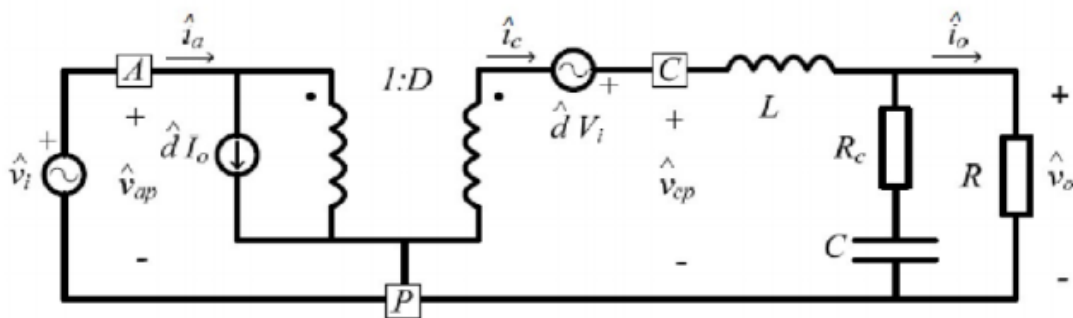 î_a
î_c
î_o
A
1:D
C
L
+
+
+
+
+
v̂_i
v̂_ap
d̂ I_o
d̂ V_i
v̂_cp
R_c
R
v̂_o
C
-
-
-
P